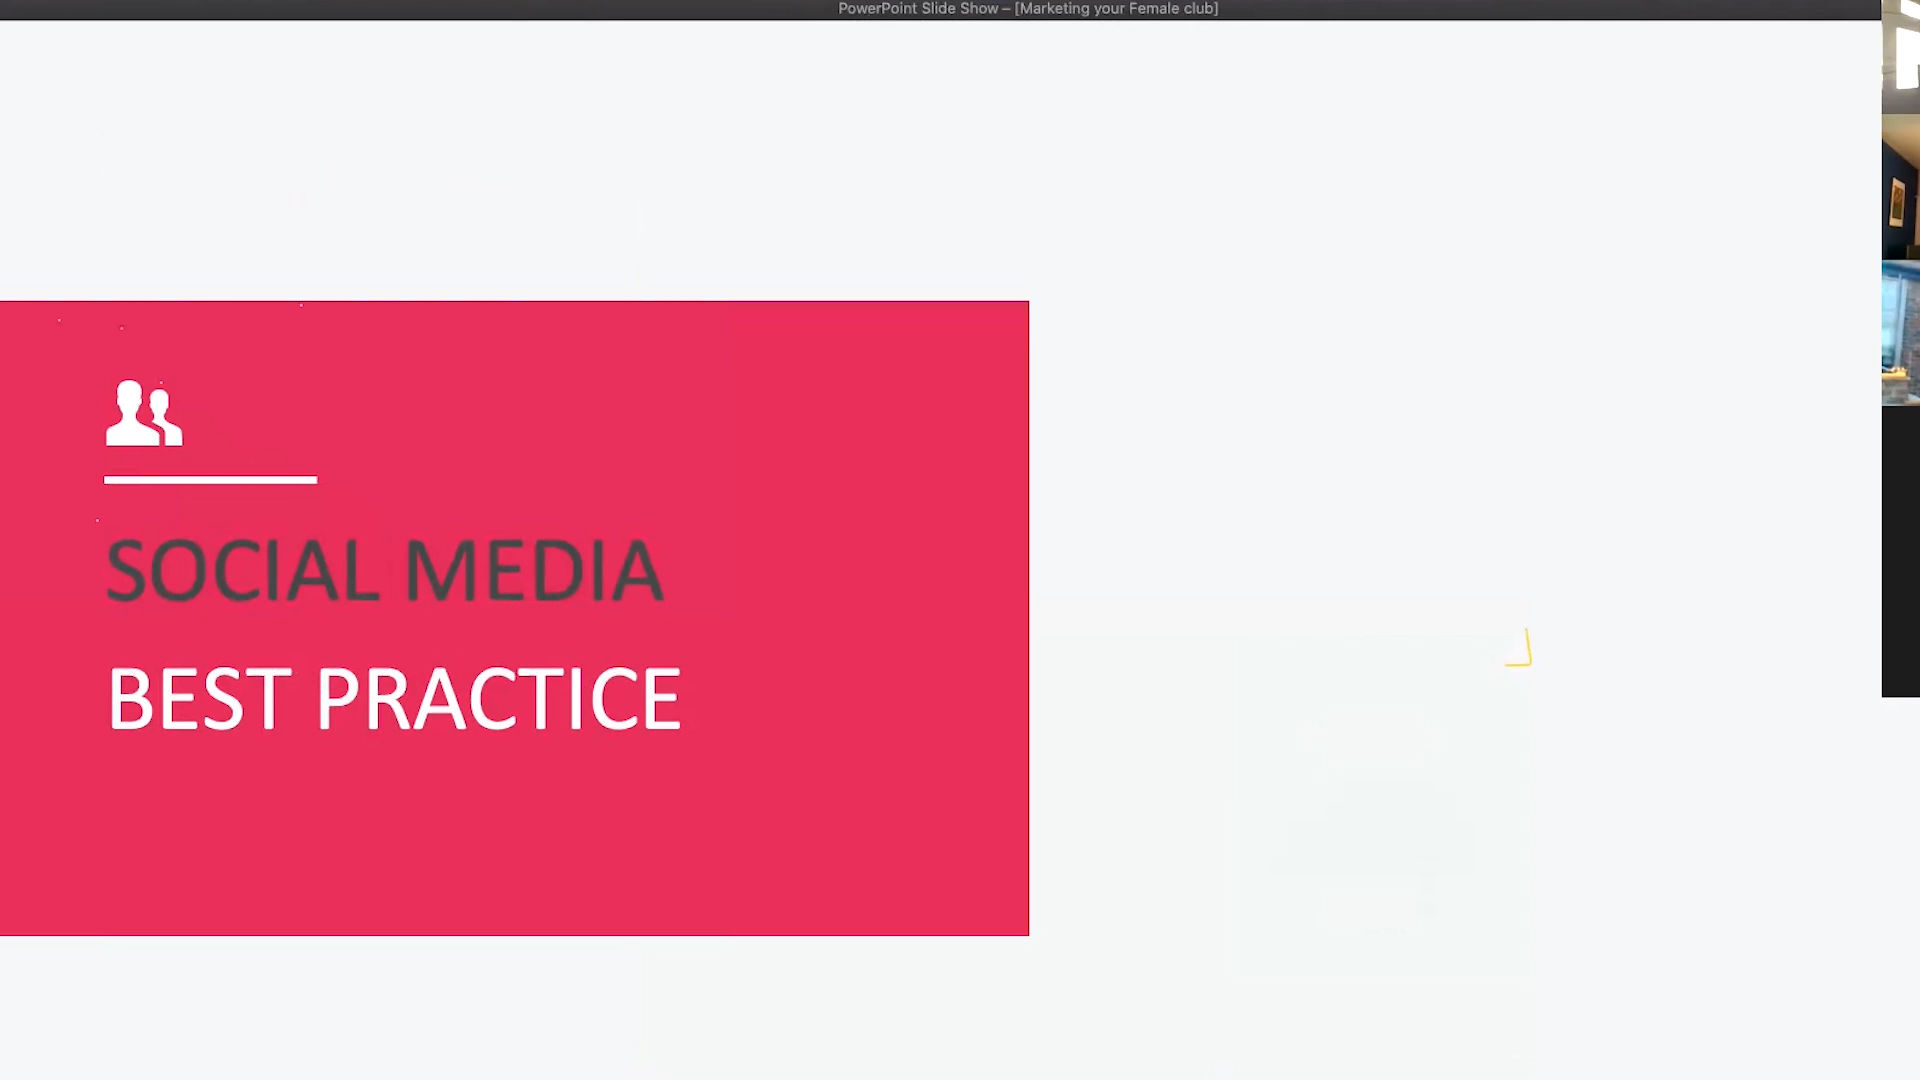 PowerPoint Slide Show – [Marketing your Female club]
SOCIAL MEDIA
BEST PRACTICE